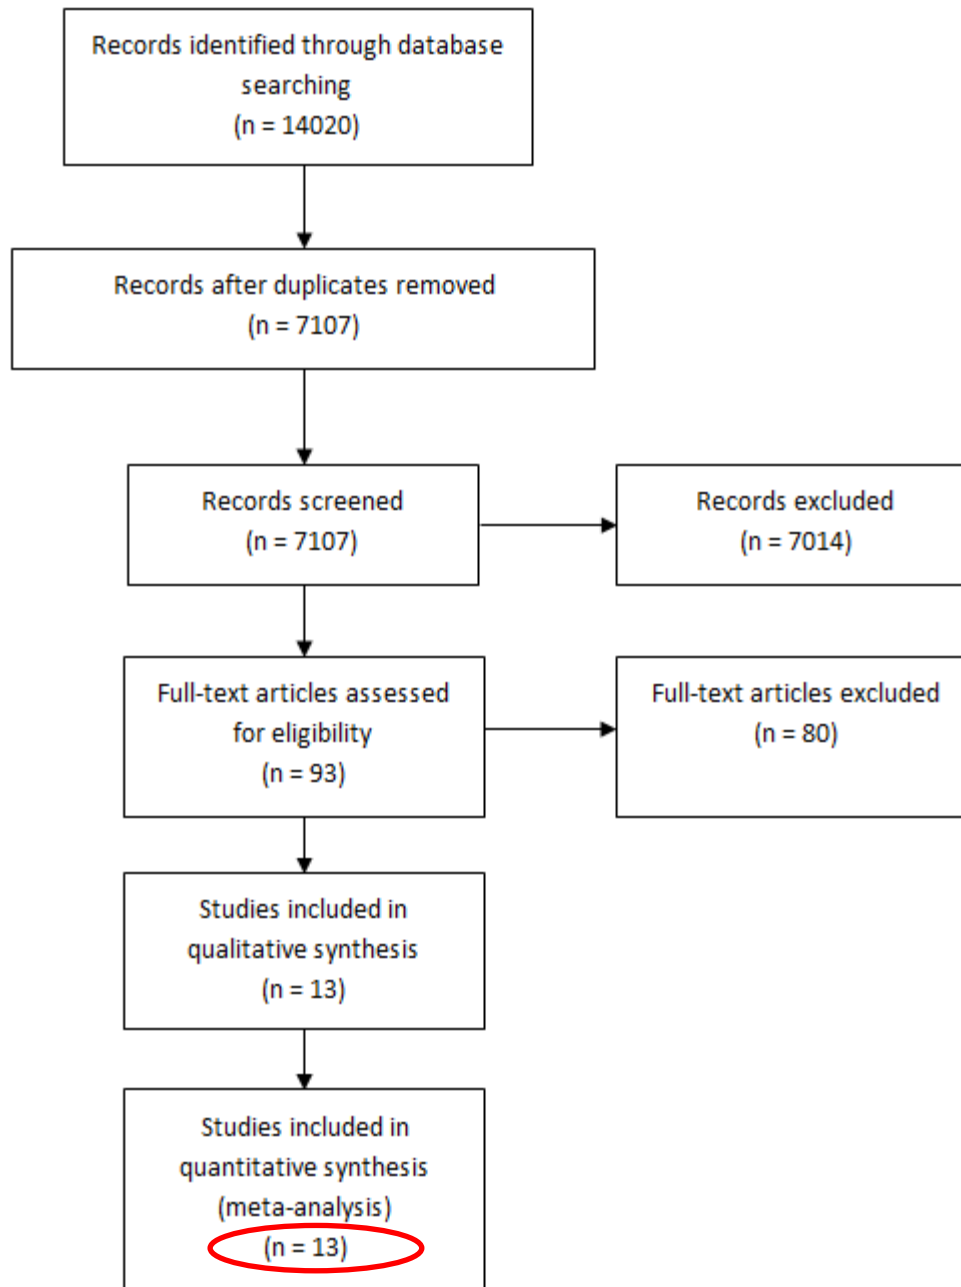 Records identified through database
searching
(n = 14020)
Records after duplicates removed
(n = 7107)
Records screened
(n = 7107)
Records excluded
(n = 7014)
Full-text articles assessed
for eligibility
(n = 93)
Full-text articles excluded
(n = 80)
Studies included in
qualitative synthesis
(n = 13)
Studies included in
quantitative synthesis
(meta-analysis)
(n = 13)